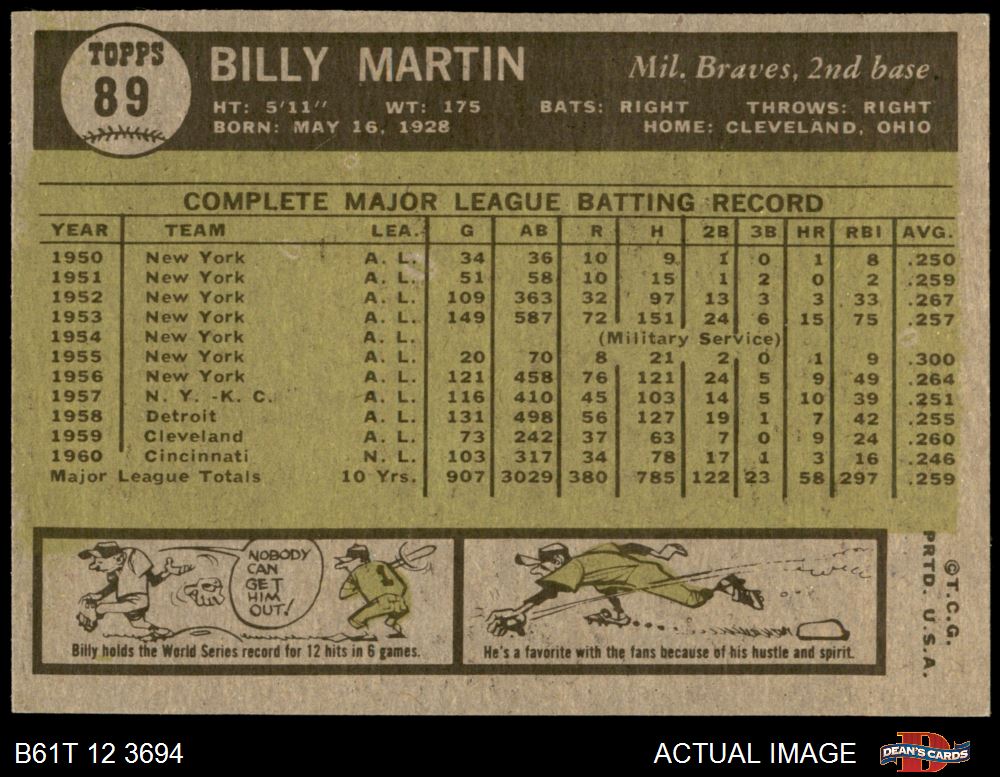 TOPPS
89
BILLY MARTIN
Mil. Braves, 2nd base
HT: 5'11" WT: 175 BATS: RIGHT THROWS: RIGHT
BORN: MAY 16, 1928 HOME: CLEVELAND, OHIO
COMPLETE MAJOR LEAGUE BATTING RECORD
YEAR TEAM LEA. G AB R H 2B 3B HR RBI AVG.
1950 New York A. L. 34 36 10 9 1 0 1 8 .250
1951 New York A. L. 51 58 10 15 1 2 0 2 .259
1952 New York A. L. 109 363 32 97 13 3 3 33 .267
1953 New York A. L. 149 587 72 151 24 6 15 75 .257
1954 New York A. L. (Military Service)
1955 New York A. L. 20 70 8 21 2 0 1 9 .300
1956 New York A. L. 121 458 76 121 24 5 9 49 .264
1957 N. Y. -K. C. A. L. 116 410 45 103 14 5 10 39 .251
1958 Detroit A. L. 131 498 56 127 19 1 7 42 .255
1959 Cleveland A. L. 73 242 37 63 7 0 9 24 .260
1960 Cincinnati N. L. 103 317 34 78 17 1 3 16 .246
Major League Totals 10 Yrs. 907 3029 380 785 122 23 58 297 .259
NOBODY
CAN
GET
HIM
OUT!
1
Billy holds the World Series record for 12 hits in 6 games.
He's a favorite with the fans because of his hustle and spirit.
© T. C. G.
PRTD. U. S. A.
B61T 12 3694
ACTUAL IMAGE
D
DEAN'S CARDS